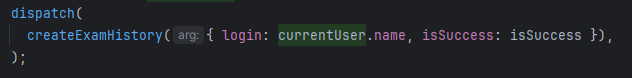 dispatch(
createExamHistory( arg: { login: currentUser.name, isSuccess: isSuccess }),
);